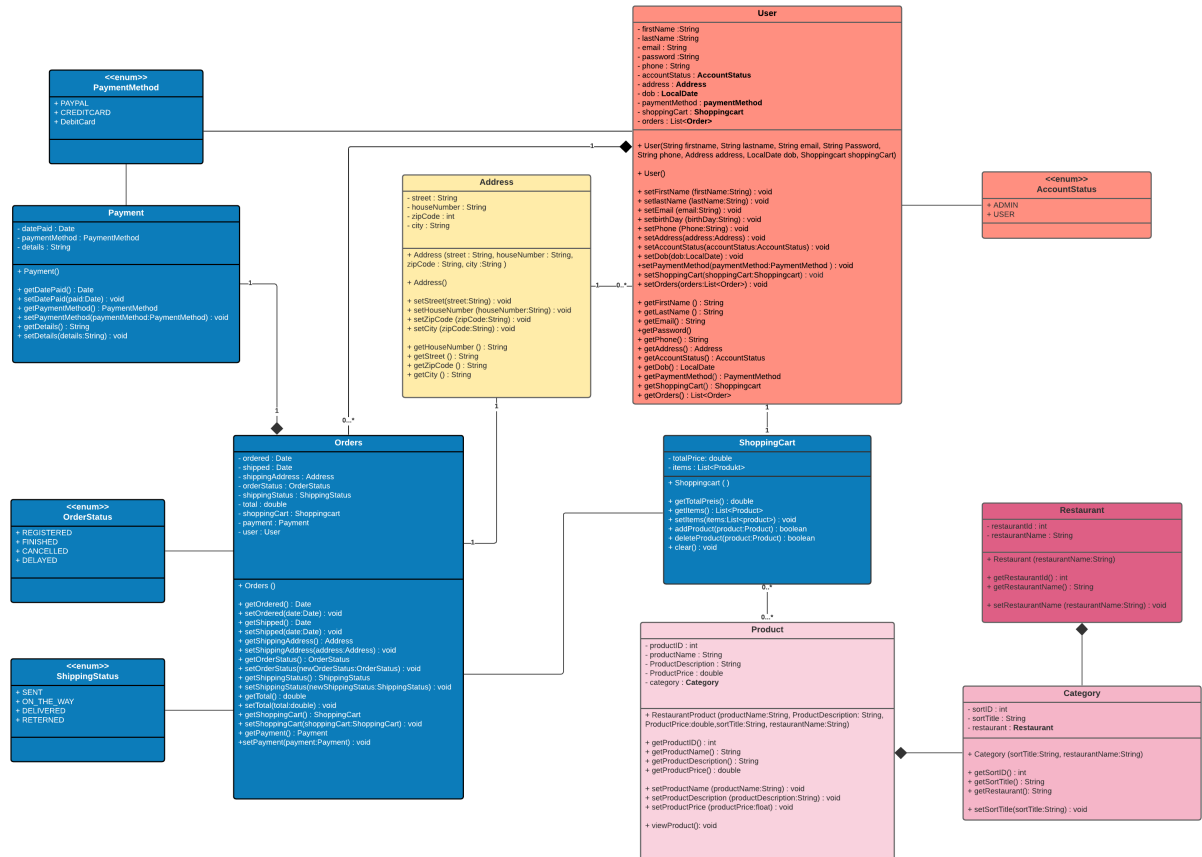 User
- firstName :String
- lastName :String
- email : String
- password :String
- phone : String
- accountStatus : AccountStatus
- address : Address
- dob : LocalDate
- paymentMethod : paymentMethod
- shoppingCart : Shoppingcart
- orders : List<Order>
+ User(String firstname, String lastname, String email, String Password,
String phone, Address address, LocalDate dob, Shoppingcart shoppingCart)
+ User()
+ setFirstName (firstName:String) : void
+ setlastName (lastName:String) : void
+ setEmail (email:String) : void
+ setbirthDay (birthDay:String) : void
+ setPhone (Phone:String) : void
+ setAddress(address:Address) : void
+ setAccountStatus(accountStatus:AccountStatus) : void
+ setDob(dob:LocalDate) : void
+setPaymentMethod(paymentMethod:PaymentMethod ) : void
+ setShoppingCart(shoppingCart:Shoppingcart) : void
+ setOrders(orders:List<Order>) : void
+ getFirstName () : String
+ getLastName () : String
+ getEmail() : String
+getPassword()
+ getPhone() : String
+ getAddress() : Address
+ getAccountStatus() : AccountStatus
+ getDob() : LocalDate
+ getPaymentMethod() : PaymentMethod
+ getShoppingCart() : Shoppingcart
+ getOrders() : List<Order>
<<enum>>
PaymentMethod
+ PAYPAL
+ CREDITCARD
+ DebitCard
1
0...*
Address
- street : String
- houseNumber : String
- zipCode : int
- city : String
+ Address (street : String, houseNumber : String,
zipCode : String, city :String )
+ Address()
+ setStreet(street:String) : void
+ setHouseNumber (houseNumber:String) : void
+ setZipCode (zipCode:String) : void
+ setCity (zipCode:String) : void
+ getHouseNumber () : String
+ getStreet () : String
+ getZipCode () : String
+ getCity () : String
1
0..*
<<enum>>
AccountStatus
+ ADMIN
+ USER
Payment
- datePaid : Date
- paymentMethod : PaymentMethod
- details : String
+ Payment()
+ getDatePaid() : Date
+ setDatePaid(paid:Date) : void
+ getPaymentMethod() : PaymentMethod
+ setPaymentMethod(paymentMethod:PaymentMethod) : void
+ getDetails() : String
+ setDetails(details:String) : void
1
1
1
1
1
1
Orders
- ordered : Date
- shipped : Date
- shippingAddress : Address
- orderStatus : OrderStatus
- shippingStatus : ShippingStatus
- total : double
- shoppingCart : Shoppingcart
- payment : Payment
- user : User
+ Orders ()
+ getOrdered() : Date
+ setOrdered(date:Date) : void
+ getShipped() : Date
+ setShipped(date:Date) : void
+ getShippingAddress() : Address
+ setShippingAddress(address:Address) : void
+ getOrderStatus() : OrderStatus
+ setOrderStatus(newOrderStatus:OrderStatus) : void
+ getShippingStatus() : ShippingStatus
+ setShippingStatus(newShippingStatus:ShippingStatus) : void
+ getTotal() : double
+ setTotal(total:double) : void
+ getShoppingCart() : ShoppingCart
+ setShoppingCart(shoppingCart:ShoppingCart) : void
+ getPayment() : Payment
+setPayment(payment:Payment) : void
ShoppingCart
- totalPrice: double
- items : List<Produkt>
+ Shoppingcart ( )
+ getTotalPreis() : double
+ getItems() : List<Product>
+ setItems(items:List<product>) : void
+ addProduct(product:Product) : boolean
+ deleteProduct(product:Product) : boolean
+ clear() : void
0..*
0...*
<<enum>>
OrderStatus
+ REGISTERED
+ FINISHED
+ CANCELLED
+ DELAYED
<<enum>>
ShippingStatus
+ SENT
+ ON_THE_WAY
+ DELIVERED
+ RETERNED
Restaurant
- restaurantId : int
- restaurantName : String
+ Restaurant (restaurantName:String)
+ getRestaurantId() : int
+ getRestaurantName() : String
+ setRestaurantName (restaurantName:String) : void
Product
- productID : int
- productName : String
- ProductDescription : String
- ProductPrice : double
- category : Category
+ RestaurantProduct (productName:String, ProductDescription: String,
ProductPrice:double,sortTitle:String, restaurantName:String)
+ getProductID() : int
+ getProductName() : String
+ getProductDescription() : String
+ getProductPrice() : double
+ setProductName (productName:String) : void
+ setProductDescription (productDescription:String) : void
+ setProductPrice (productPrice:float) : void
+ viewProduct(): void
Category
- sortID : int
- sortTitle : String
- restaurant : Restaurant
+ Category (sortTitle:String, restaurantName:String)
+ getSortID() : int
+ getSortTitle() : String
+ getRestaurant(): String
+ setSortTitle(sortTitle:String) : void